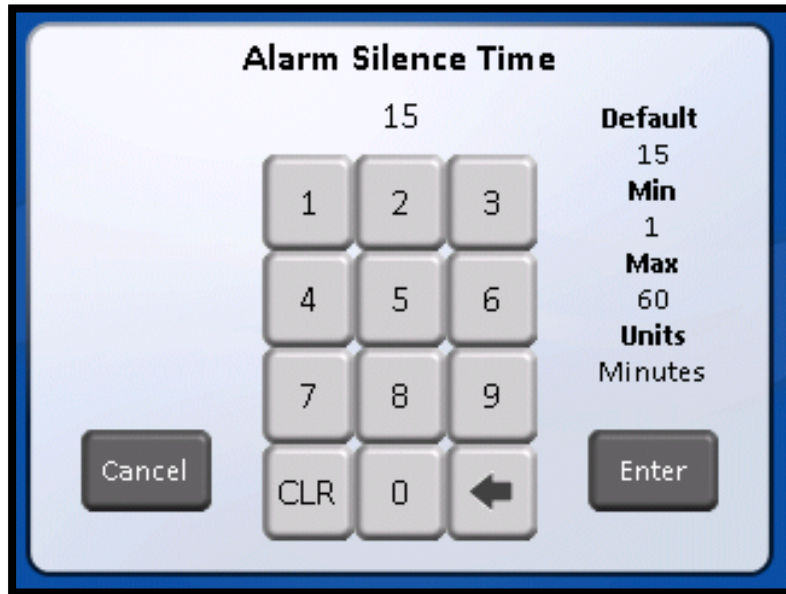 Alarm Silence Time
15
Default
15
Min
1
Max
60
Units
Minutes
1 2 3
4 5 6
7 8 9
CLR 0
Cancel
Enter